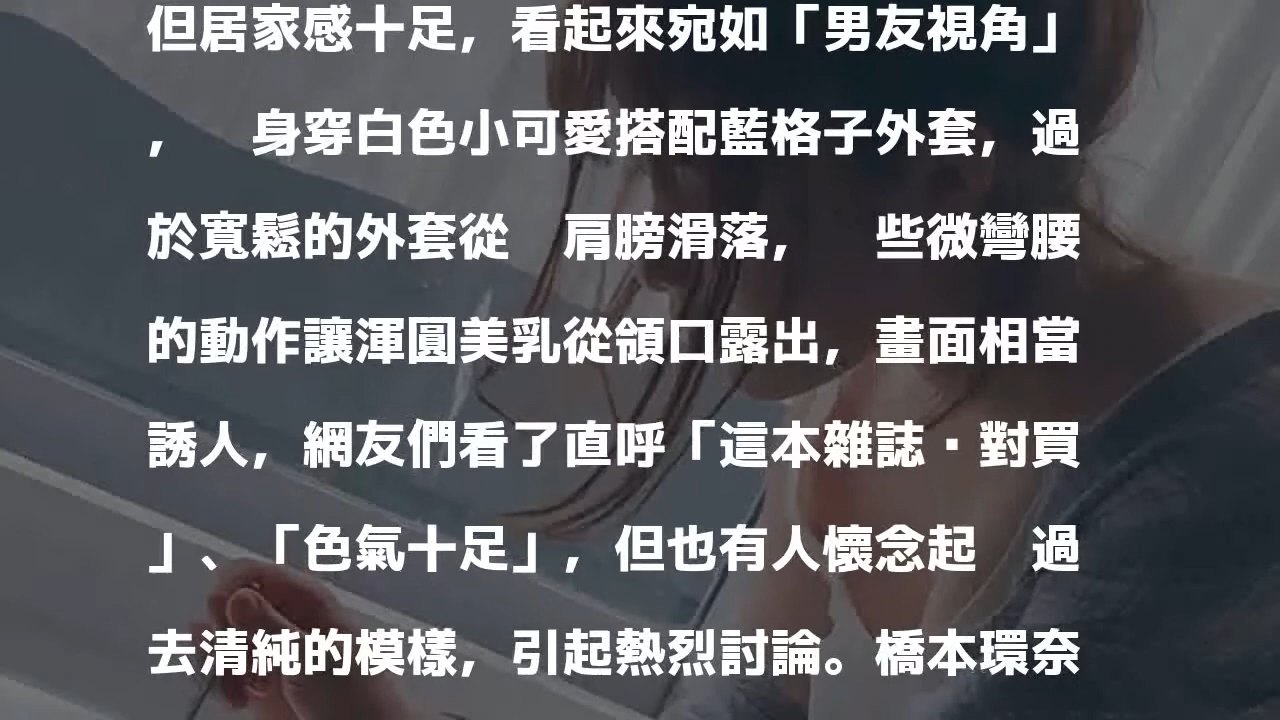 但居家感十足，看起來宛如「男友視角」
，　身穿白色小可愛搭配藍格子外套，過
於寬鬆的外套從　肩膀滑落，　些微彎腰
的動作讓渾圓美乳從領口露出，畫面相當
誘人，網友們看了直呼「這本雜誌·對買
」、「色氣十足」，但也有人懷念起　過
去清純的模樣，引起熱烈討論。橋本環奈